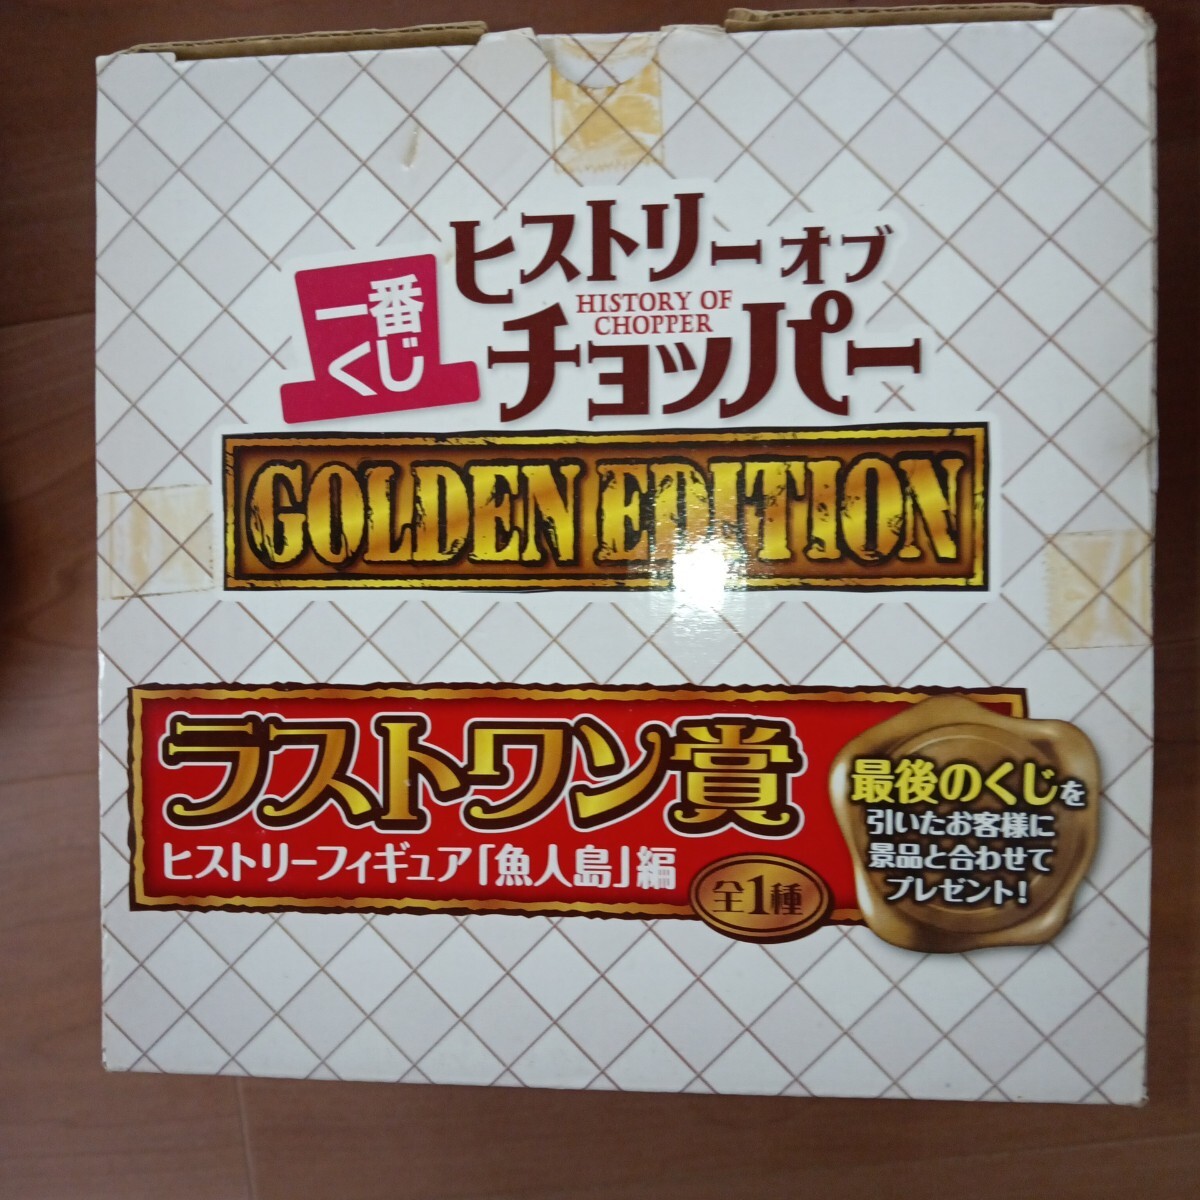 一番
くじ
ヒストリーオブ
HISTORY OF
CHOPPER
チョッパー
GOLDEN EDITION
ラストワン賞
ヒストリーフィギュア「魚人島」編
全1種
最後のくじを
引いたお客様に
景品と合わせて
プレゼント!